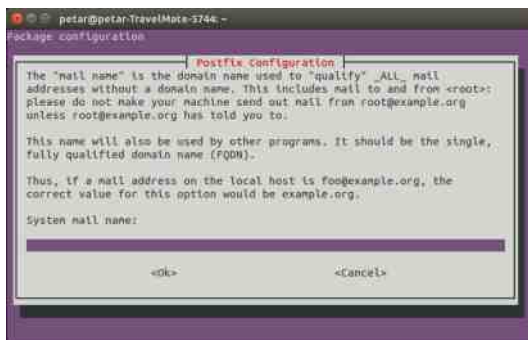 petar@petar-TravelMate-5744: ~
Package configuration
Postfix Configuration
The "mail name" is the domain name used to "qualify" _ALL_ mail
addresses without a domain name. This includes mail to and from <root>:
please do not make your machine send out mail from root@example.org
unless root@example.org has told you to.
This name will also be used by other programs. It should be the single,
fully qualified domain name (FQDN).
Thus, if a mail address on the local host is foo@example.org, the
correct value for this option would be example.org.
System mail name:
<Ok> <Cancel>